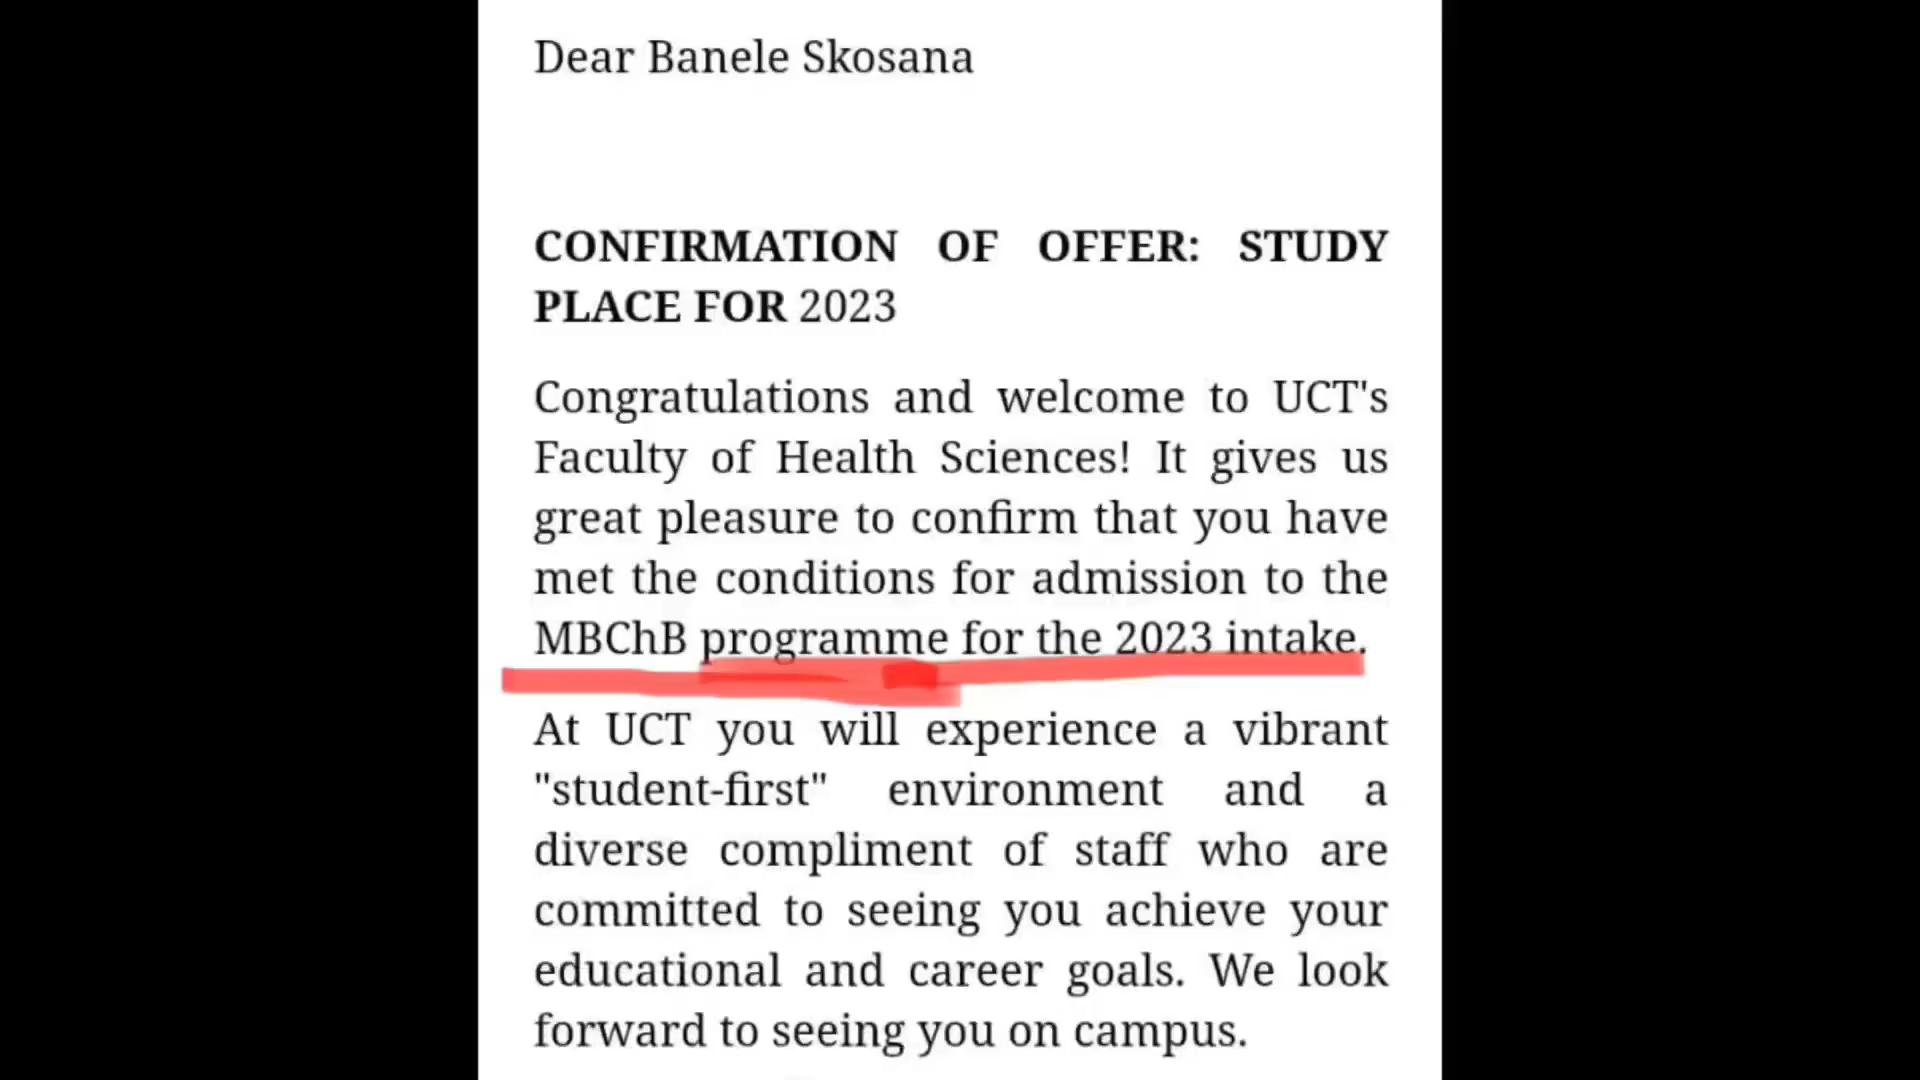 Dear Banele Skosana
CONFIRMATION OF OFFER: STUDY
PLACE FOR 2023
Congratulations and welcome to UCT's
Faculty of Health Sciences! It gives us
great pleasure to confirm that you have
met the conditions for admission to the
MBChB programme for the 2023 intake.
At UCT you will experience a vibrant
"student-first" environment and a
diverse compliment of staff who are
committed to seeing you achieve your
educational and career goals. We look
forward to seeing you on campus.